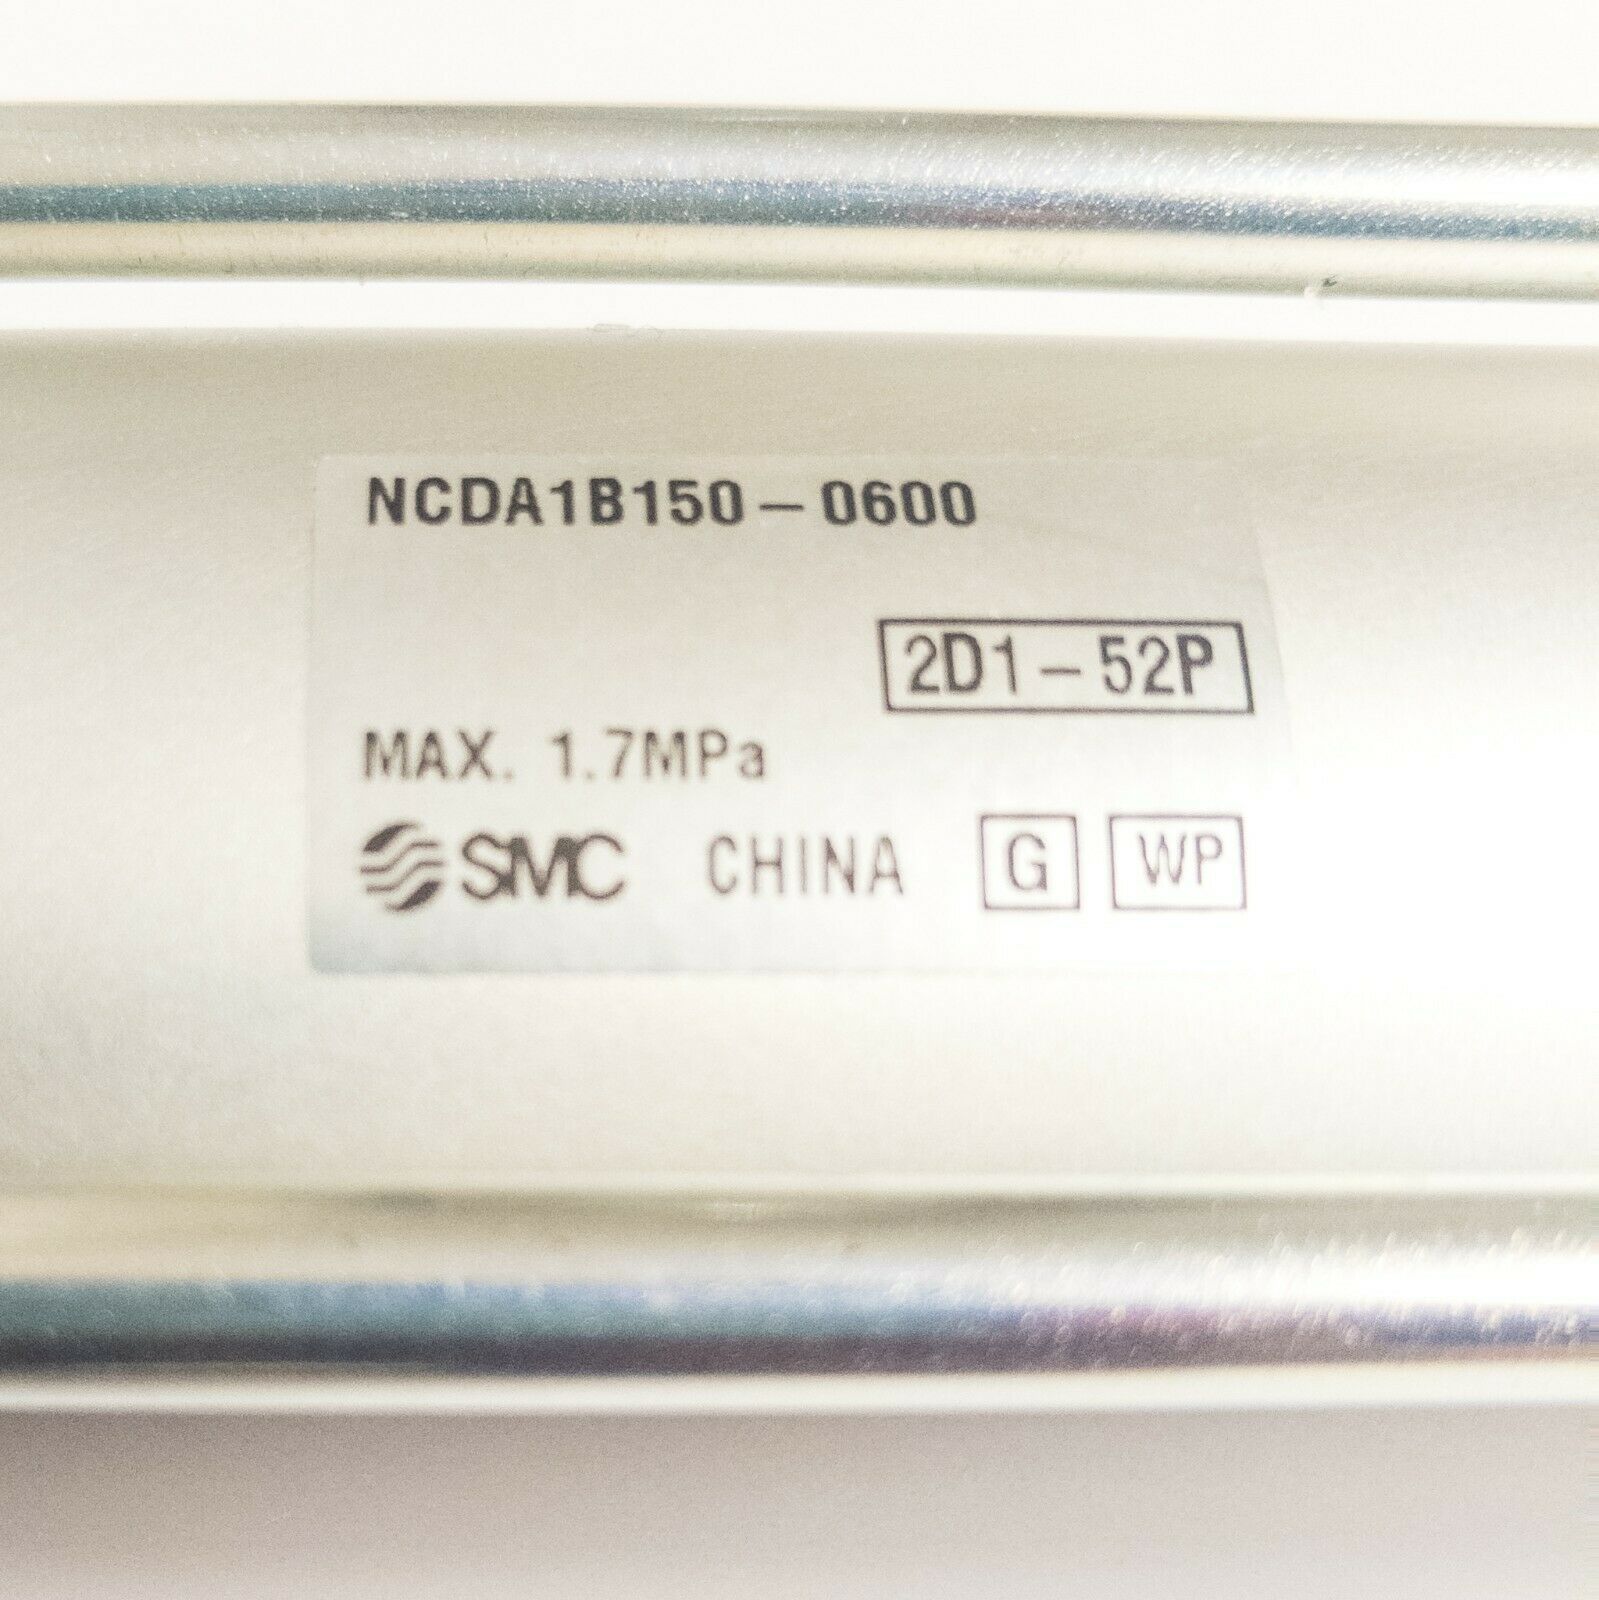 NCDA1B150-0600
2D1-52P
MAX. 1.7MPa
SMC CHINA G WP